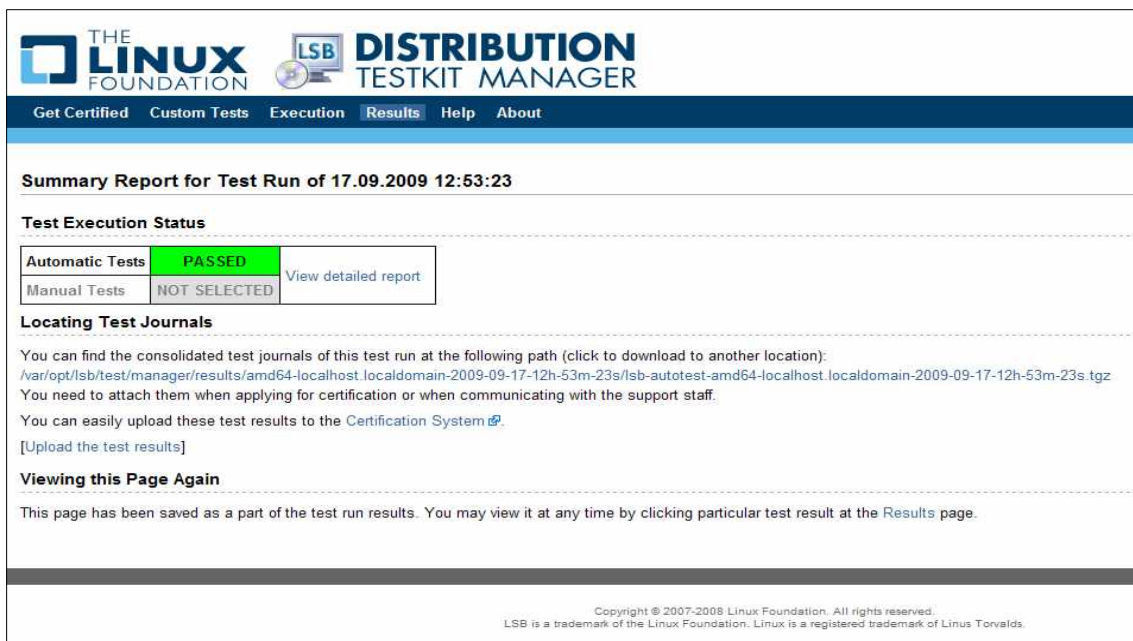 THE
LINUX
FOUNDATION
LSB
DISTRIBUTION
TESTKIT MANAGER
Get Certified Custom Tests Execution Results Help About
Summary Report for Test Run of 17.09.2009 12:53:23
Test Execution Status
Automatic Tests PASSED
View detailed report
Manual Tests NOT SELECTED
Locating Test Journals
You can find the consolidated test journals of this test run at the following path (click to download to another location):
/var/opt/lsb/test/manager/results/amd64-localhost.localdomain-2009-09-17-12h-53m-23s/lsb-autotest-amd64-localhost.localdomain-2009-09-17-12h-53m-23s.tgz
You need to attach them when applying for certification or when communicating with the support staff.
You can easily upload these test results to the Certification System.
[Upload the test results]
Viewing this Page Again
This page has been saved as a part of the test run results. You may view it at any time by clicking particular test result at the Results page.
Copyright © 2007-2008 Linux Foundation. All rights reserved.
LSB is a trademark of the Linux Foundation. Linux is a registered trademark of Linus Torvalds.